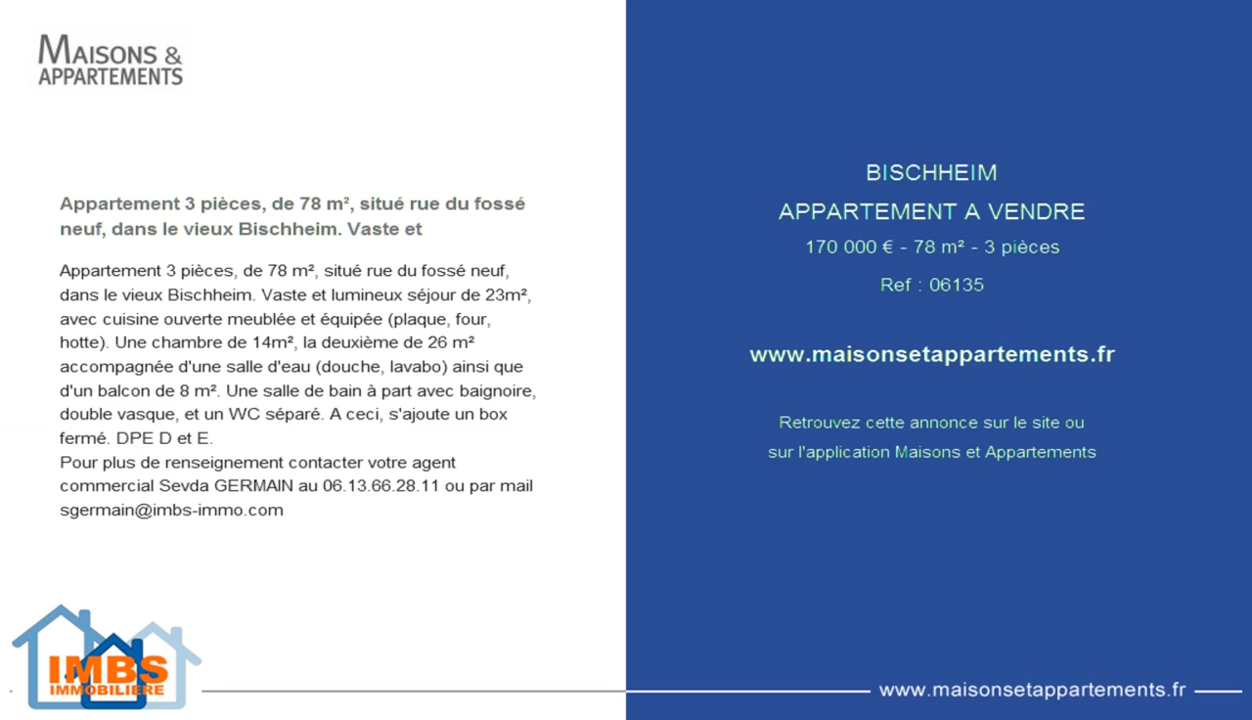 MAISONS &
APPARTEMENTS
Appartement 3 pièces, de 78 m², situé rue du fossé
neuf, dans le vieux Bischheim. Vaste et
Appartement 3 pièces, de 78 m², situé rue du fossé neuf,
dans le vieux Bischheim. Vaste et lumineux séjour de 23m²,
avec cuisine ouverte meublée et équipée (plaque, four,
hotte). Une chambre de 14m², la deuxième de 26 m²
accompagnée d'une salle d'eau (douche, lavabo) ainsi que
d'un balcon de 8 m². Une salle de bain à part avec baignoire,
double vasque, et un WC séparé. A ceci, s'ajoute un box
fermé. DPE D et E.
Pour plus de renseignement contacter votre agent
commercial Sevda GERMAIN au 06.13.66.28.11 ou par mail
sgermain@imbs-immo.com
IMBS
IMMOBILIERE
BISCHHEIM
APPARTEMENT A VENDRE
170 000 € - 78 m² - 3 pièces
Ref : 06135
www.maisonsetappartements.fr
Retrouvez cette annonce sur le site ou
sur l'application Maisons et Appartements
www.maisonsetappartements.fr